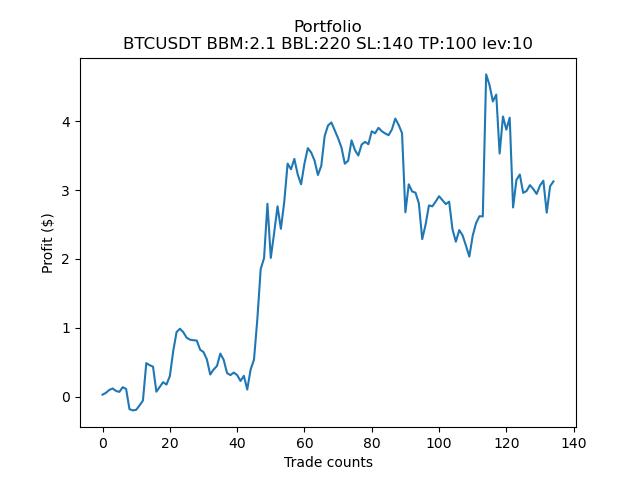 Portfolio
BTCUSDT BBM:2.1 BBL:220 SL:140 TP:100 lev:10
Profit ($)
4
3
2
1
0
0 20 40 60 80 100 120 140
Trade counts